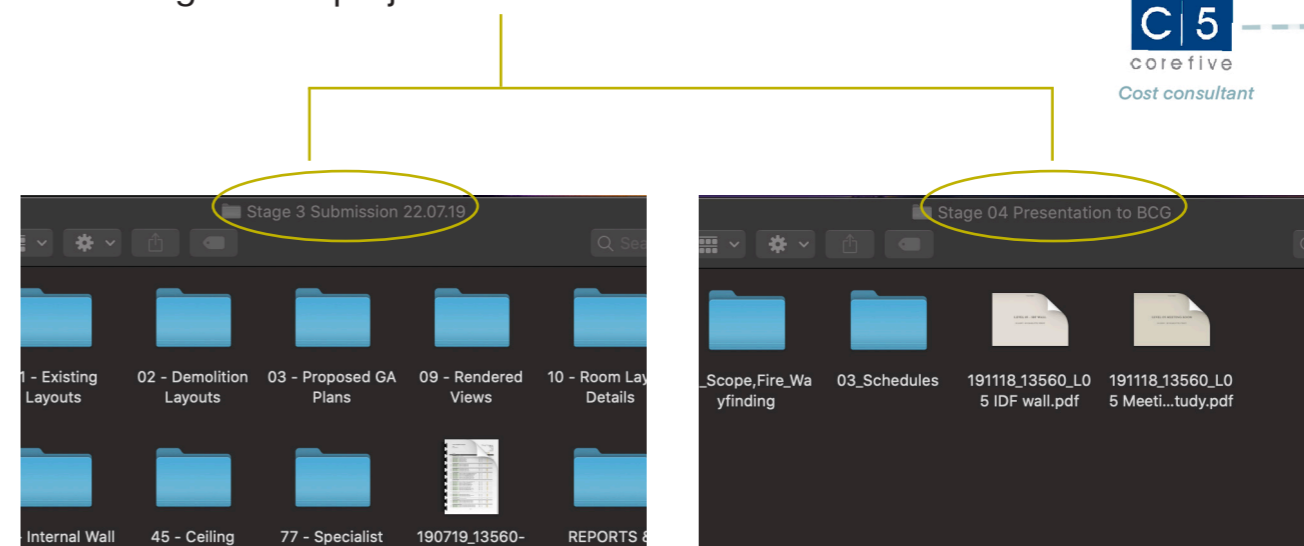 C|5
corefive
Cost consultant
Stage 3 Submission 22.07.19
Stage 04 Presentation to BCG
- Existing
Layouts
02 - Demolition
Layouts
03 - Proposed GA
Plans
09 - Rendered
Views
10 - Room Lay
Details
Internal Wall
45 - Ceiling
77 - Specialist
190719_13560-
REPORTS &
_Scope,Fire_Wa
yfinding
03_Schedules
191118_13560_L0
5 IDF wall.pdf
191118_13560_L0
5 Meeti...tudy.pdf